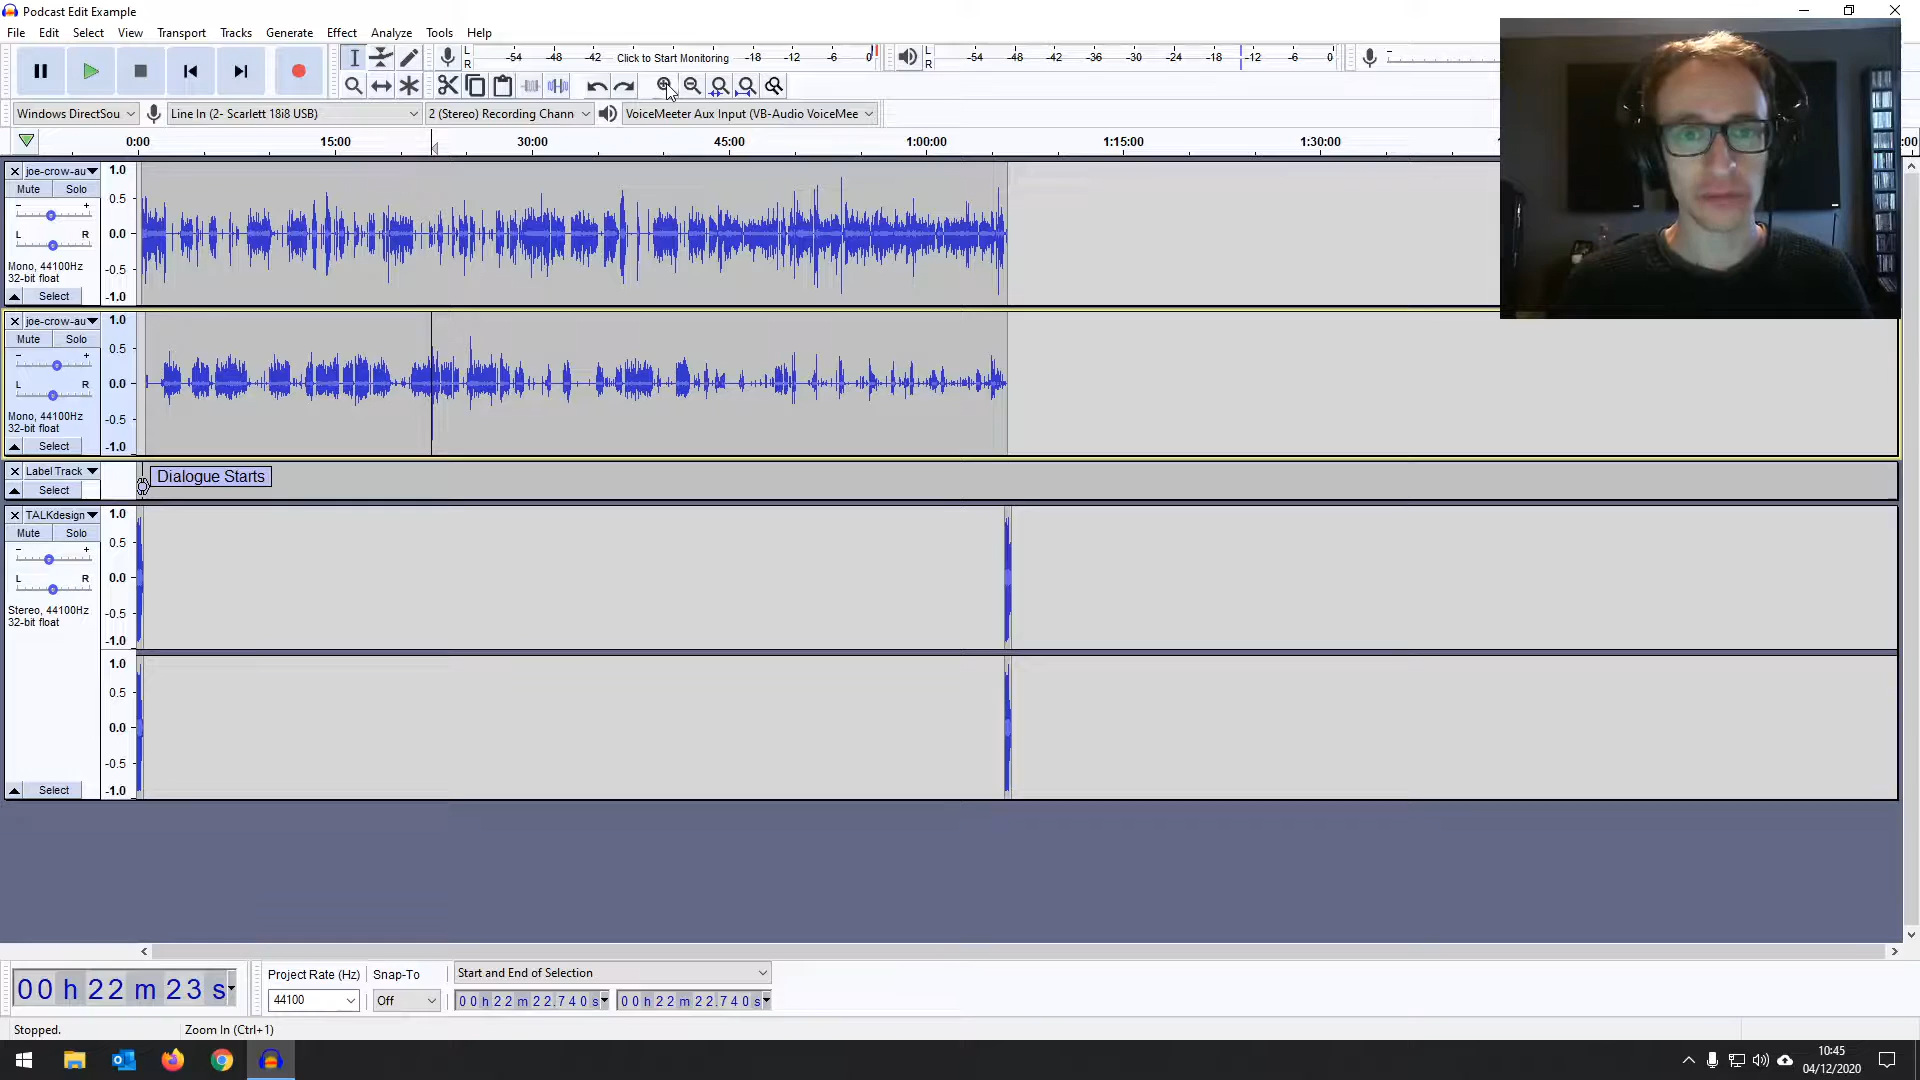 Podcast Edit Example
File Edit Select View Transport Tracks Generate Effect Analyze Tools Help
L R -54 -48 -42 Click to Start Monitoring -18 -12 -6 0 L R -54 -48 -42 -36 -30 -24 -18 -12 -6 0
Windows DirectSou Line In (2- Scarlett 18i8 USB) 2 (Stereo) Recording Chann VoiceMeeter Aux Input (VB-Audio VoiceMee
0:00 15:00 30:00 45:00 1:00:00 1:15:00 1:30:00 :00
joe-crow-au 1.0
Mute Solo
- + 0.5
L R 0.0
Mono, 44100Hz -0.5
32-bit float
Select -1.0
joe-crow-au 1.0
Mute Solo
- + 0.5
L R 0.0
Mono, 44100Hz -0.5
32-bit float
Select -1.0
Label Track Dialogue Starts
Select
TALKdesign 1.0
Mute Solo
- + 0.5
L R 0.0
Stereo, 44100Hz -0.5
32-bit float
-1.0
1.0
0.5
0.0
-0.5
Select -1.0
00 h 22 m 23 s
Project Rate (Hz) Snap-To Start and End of Selection
44100 Off 00 h 22 m 22.740 s 00 h 22 m 22.740 s
Stopped. Zoom In (Ctrl+1)
10:45
04/12/2020